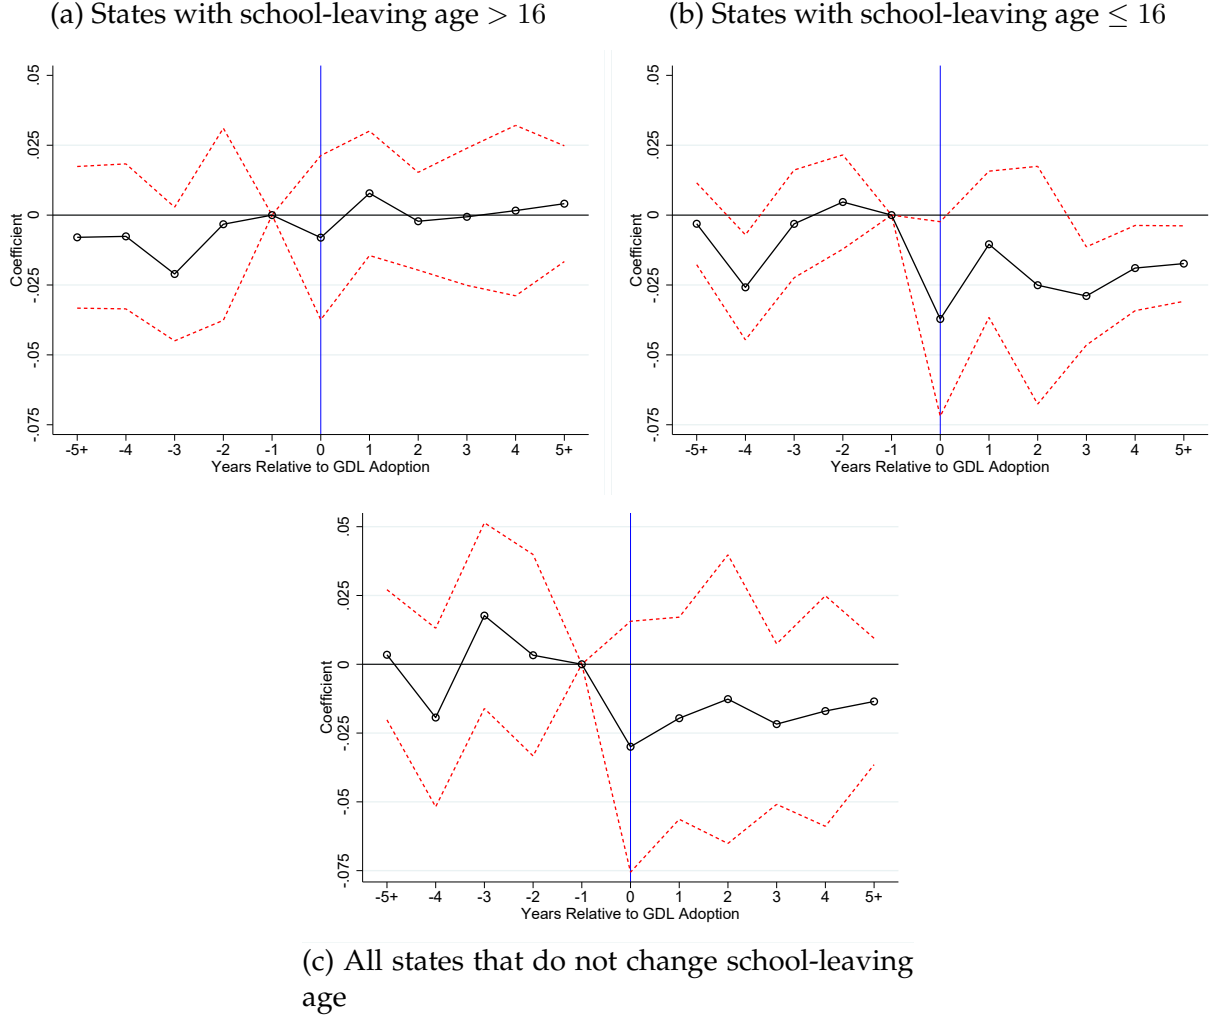 (a) States with school-leaving age > 16
(b) States with school-leaving age ≤ 16
.05
.025
0
-.025
-.05
-.075
Coefficient
-5+ -4 -3 -2 -1 0 1 2 3 4 5+
Years Relative to GDL Adoption
.05
.025
0
-.025
-.05
-.075
Coefficient
-5+ -4 -3 -2 -1 0 1 2 3 4 5+
Years Relative to GDL Adoption
.05
.025
0
-.025
-.05
-.075
Coefficient
-5+ -4 -3 -2 -1 0 1 2 3 4 5+
Years Relative to GDL Adoption
(c) All states that do not change school-leaving
age